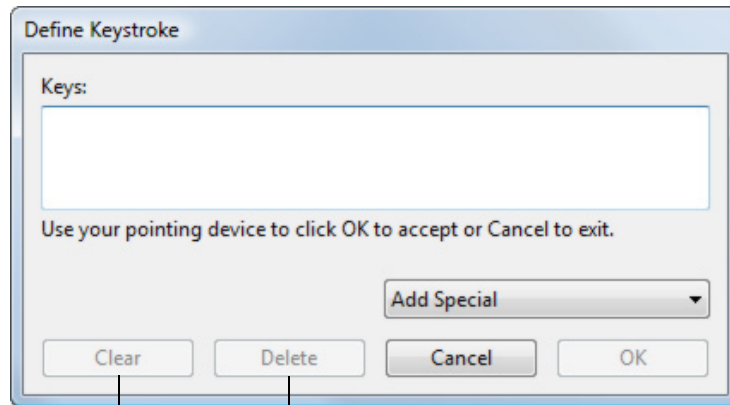 Define Keystroke
Keys:
Use your pointing device to click OK to accept or Cancel to exit.
Add Special
Clear Delete Cancel OK